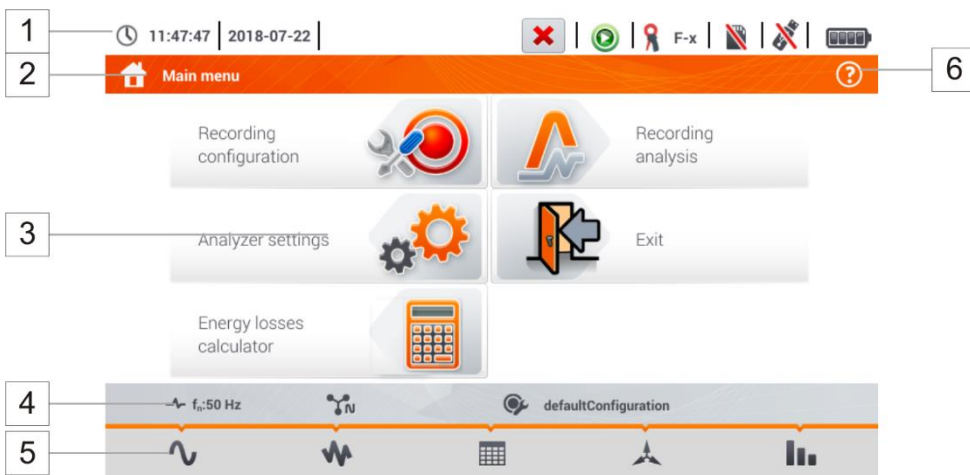 1
11:47:47 2018-07-22 F-x
2
Main menu
?
6
Recording
configuration
Recording
analysis
3
Analyzer settings
Exit
Energy losses
calculator
4
fₙ:50 Hz N defaultConfiguration
5